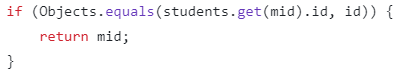 if (Objects.equals(students.get(mid).id, id)) {
    return mid;
}